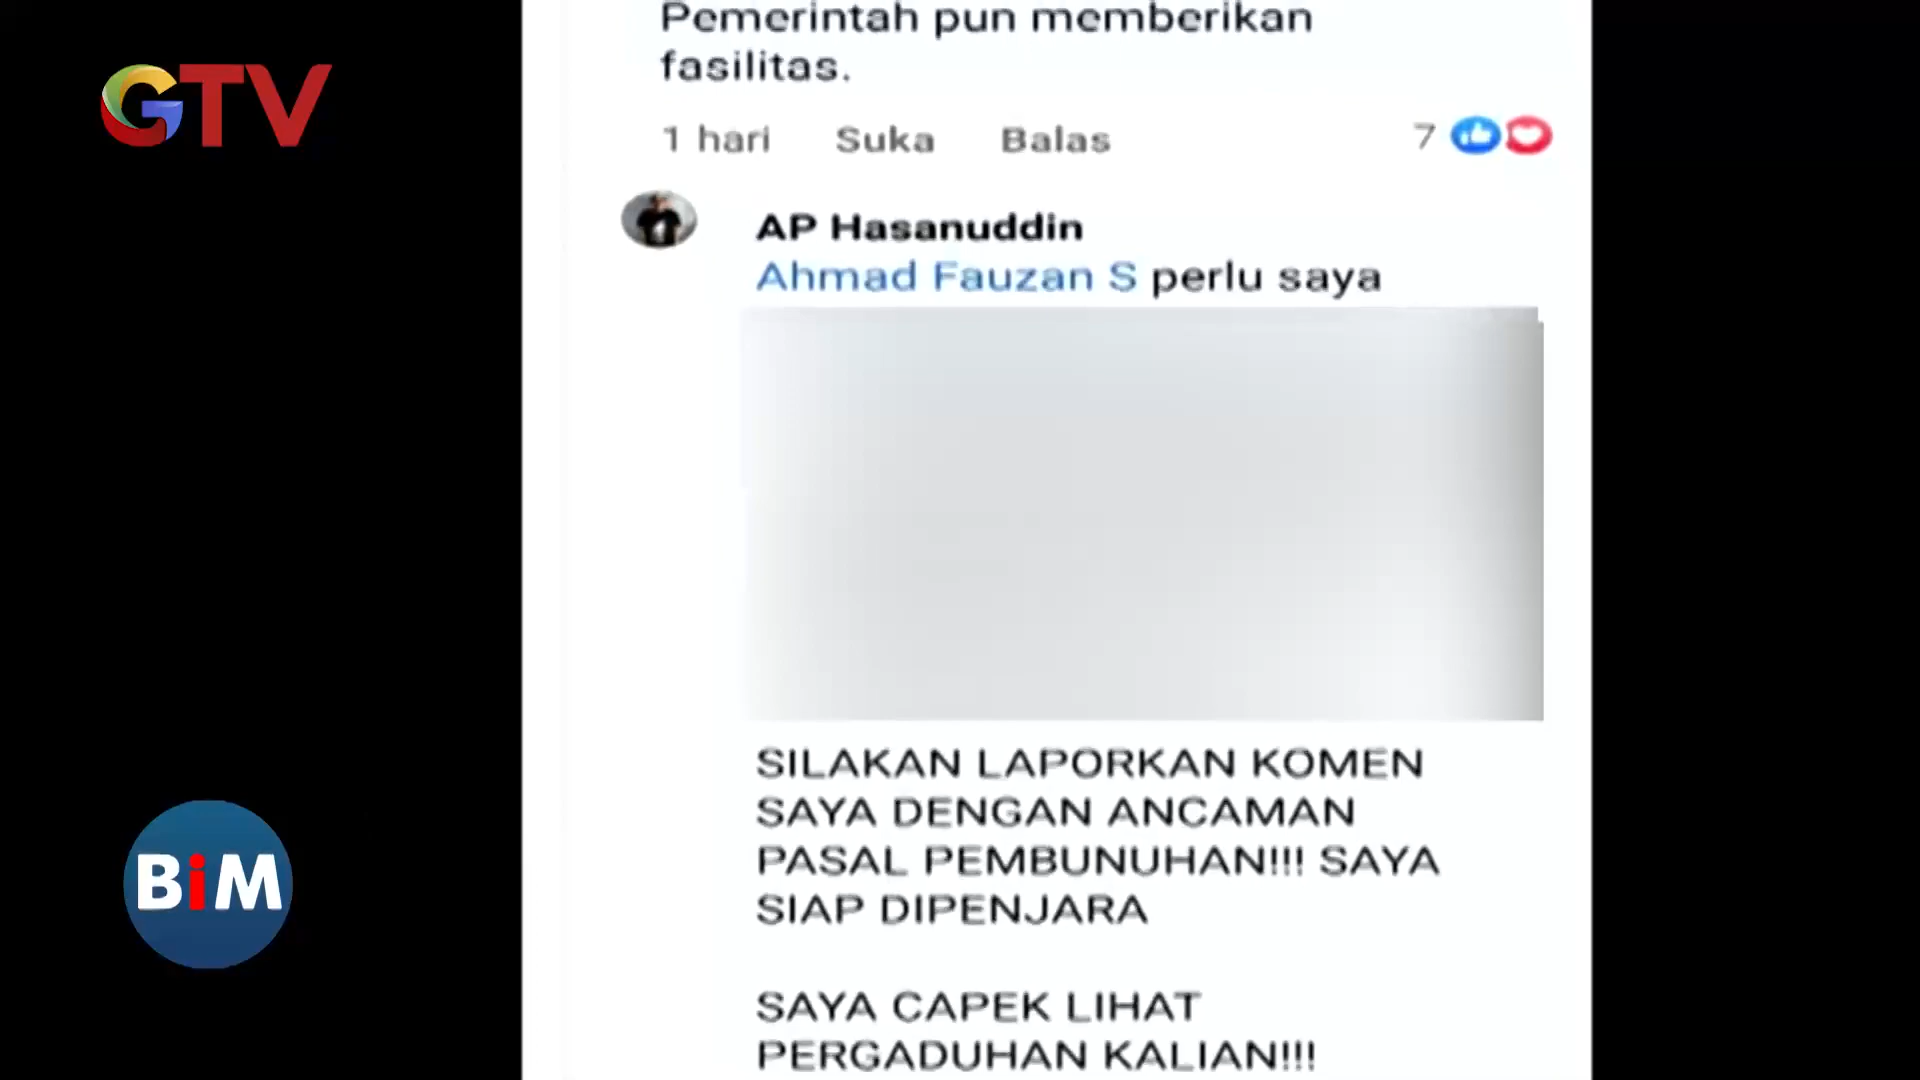 GTV
Pemerintah pun memberikan
fasilitas.
1 hari Suka Balas 7
AP Hasanuddin
Ahmad Fauzan S perlu saya
SILAKAN LAPORKAN KOMEN
SAYA DENGAN ANCAMAN
PASAL PEMBUNUHAN!!! SAYA
SIAP DIPENJARA
SAYA CAPEK LIHAT
PERGADUHAN KALIAN!!!
BiM